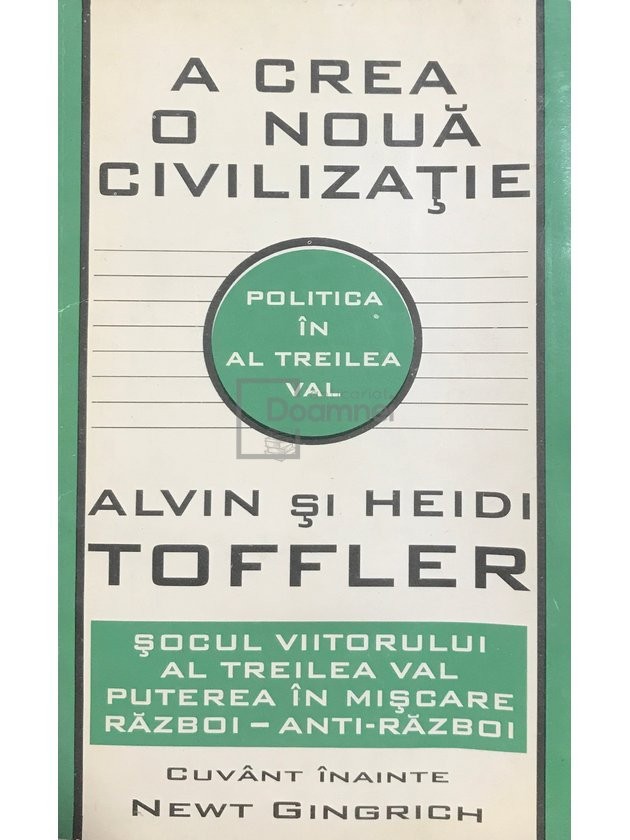 A CREA
O NOUĂ
CIVILIZAŢIE
POLITICA
ÎN
AL TREILEA
VAL
Doamnei
ALVIN ŞI HEIDI
TOFFLER
ŞOCUL VIITORULUI
AL TREILEA VAL
PUTEREA ÎN MIŞCARE
RĂZBOI – ANTI-RĂZBOI
CUVÂNT ÎNAINTE
NEWT GINGRICH